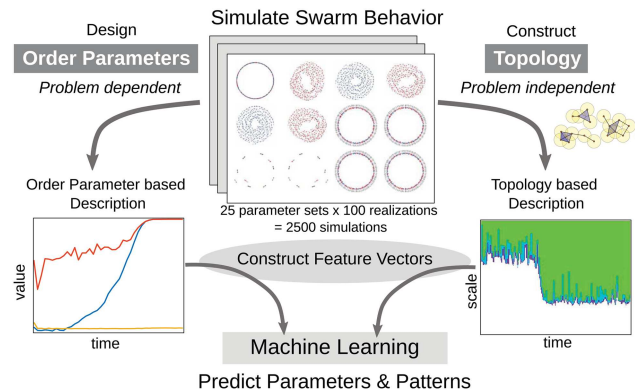 Simulate Swarm Behavior
Design
Order Parameters
Problem dependent
Construct
Topology
Problem independent
25 parameter sets x 100 realizations
= 2500 simulations
Order Parameter based
Description
value
time
Topology based
Description
scale
time
Construct Feature Vectors
Machine Learning
Predict Parameters & Patterns